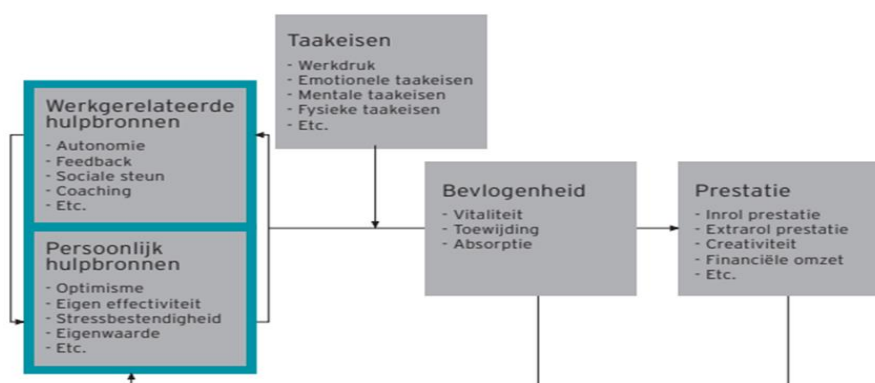 Taakeisen
- Werkdruk
- Emotionele taakeisen
- Mentale taakeisen
- Fysieke taakeisen
- Etc.
Werkgerelateerde
hulpbronnen
- Autonomie
- Feedback
- Sociale steun
- Coaching
- Etc.
Persoonlijk
hulpbronnen
- Optimisme
- Eigen effectiviteit
- Stressbestendigheid
- Eigenwaarde
- Etc.
Bevlogenheid
- Vitaliteit
- Toewijding
- Absorptie
Prestatie
- Inrol prestatie
- Extrarol prestatie
- Creativiteit
- Financiële omzet
- Etc.